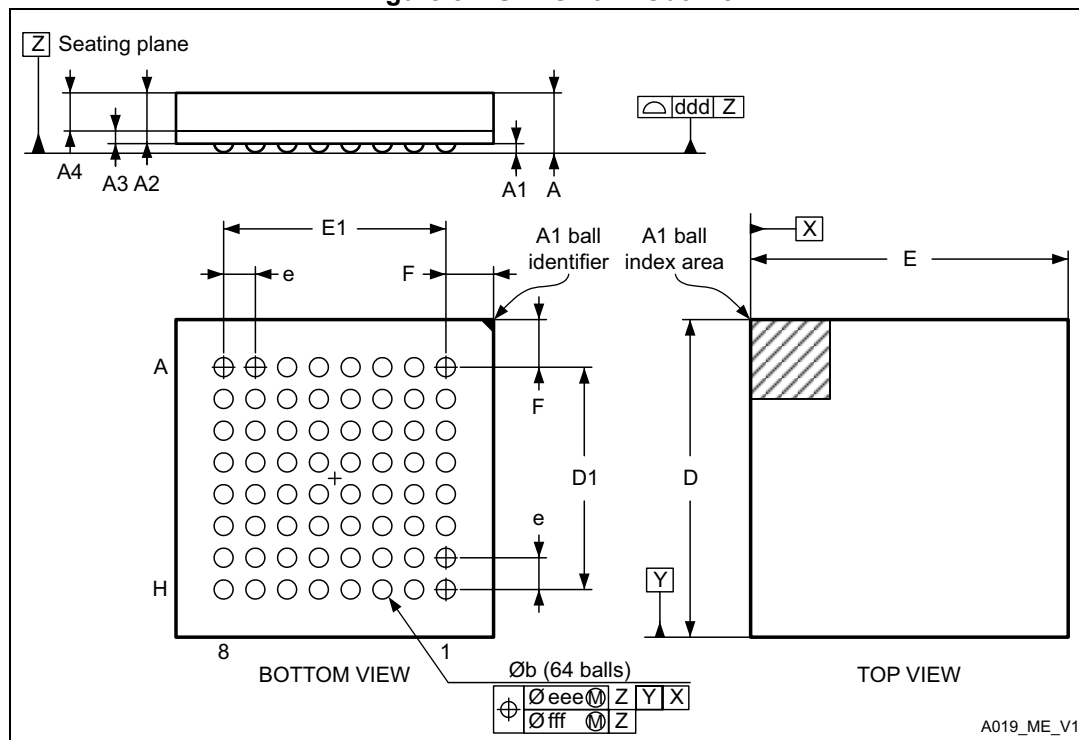 Z Seating plane
ddd Z
A4
A3 A2
A1
A
E1
A1 ball
identifier
A1 ball
index area
X
E
e
F
A
F
D1
D
e
H
Y
8
1
BOTTOM VIEW
Øb (64 balls)
TOP VIEW
Ø eee Ⓜ Z Y X
Ø fff Ⓜ Z
A019_ME_V1